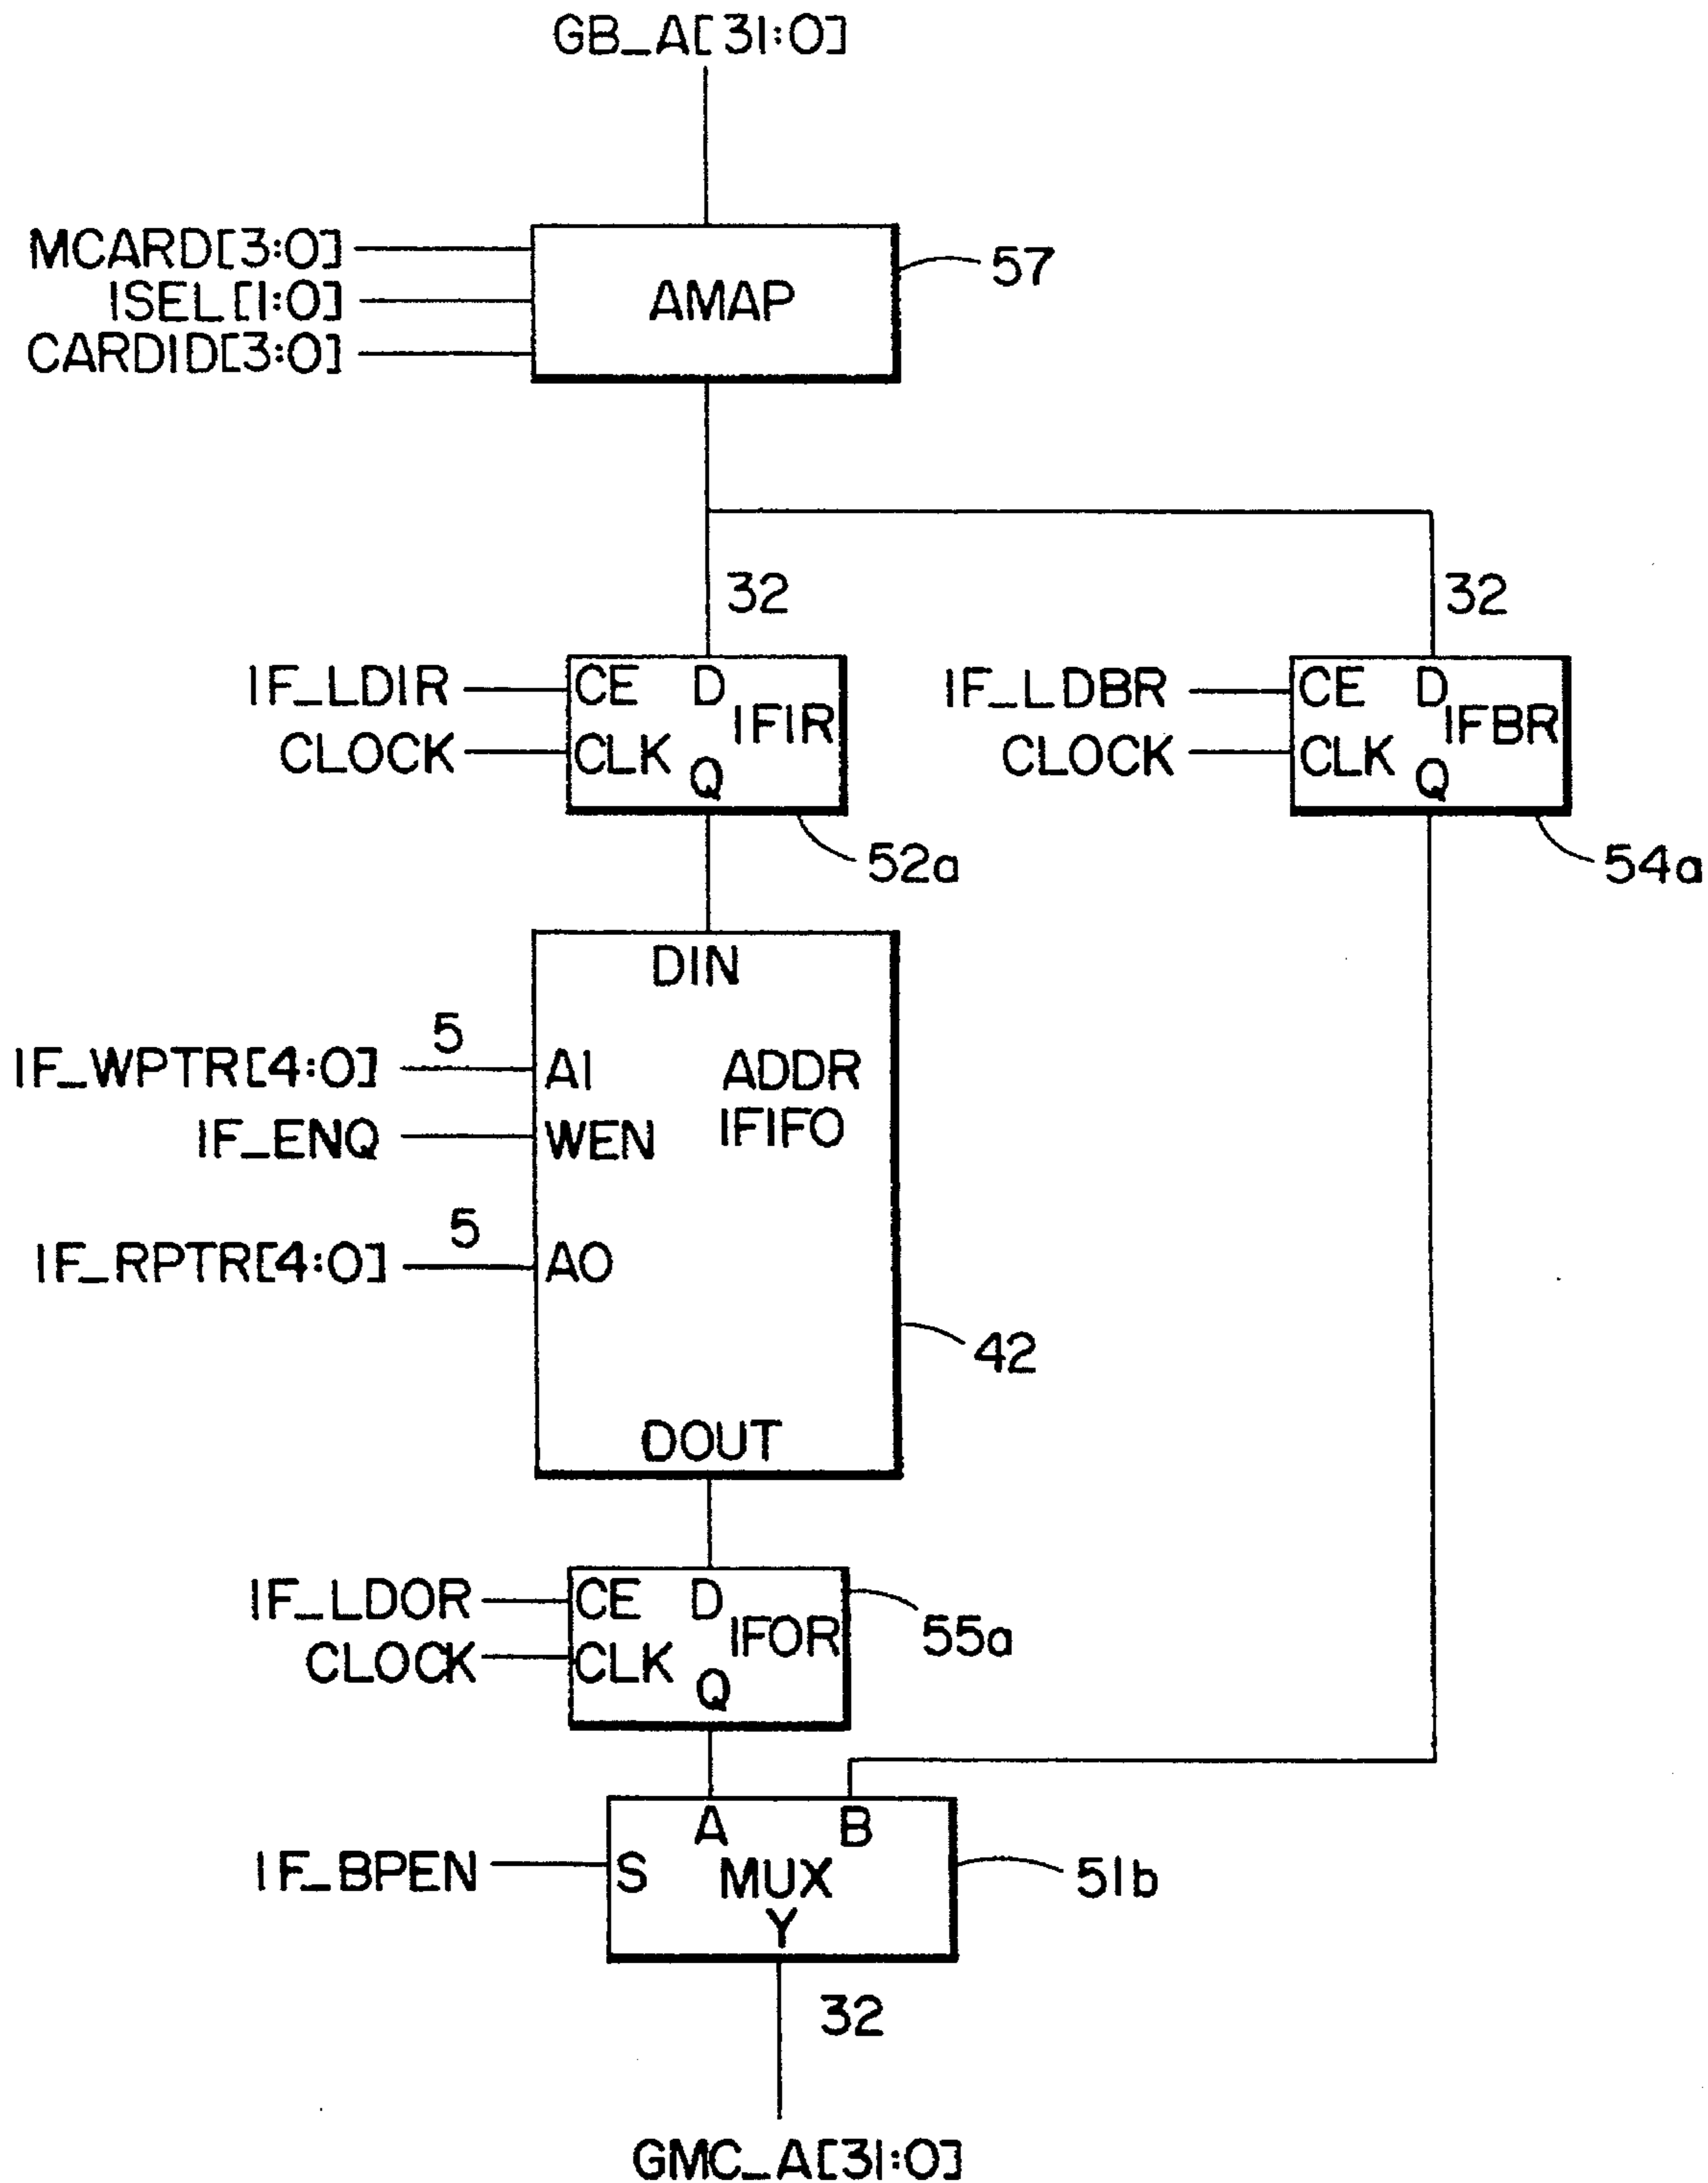 GB_A[31:0]
MCARD[3:0]
ISEL[1:0]
CARDID[3:0]
AMAP
57
32
32
IF_LDIR
CLOCK
CE D
IFIR
CLK
Q
52a
IF_LDBR
CLOCK
CE D
IFBR
CLK
Q
54a
DIN
IF_WPTR[4:0]
5
AI
ADDR
IFIFO
IF_ENQ
WEN
IF_RPTR[4:0]
5
AO
42
DOUT
IF_LDOR
CLOCK
CE D
IFOR
CLK
Q
55a
A B
IF_BPEN
S MUX
Y
51b
32
GMC_A[31:0]